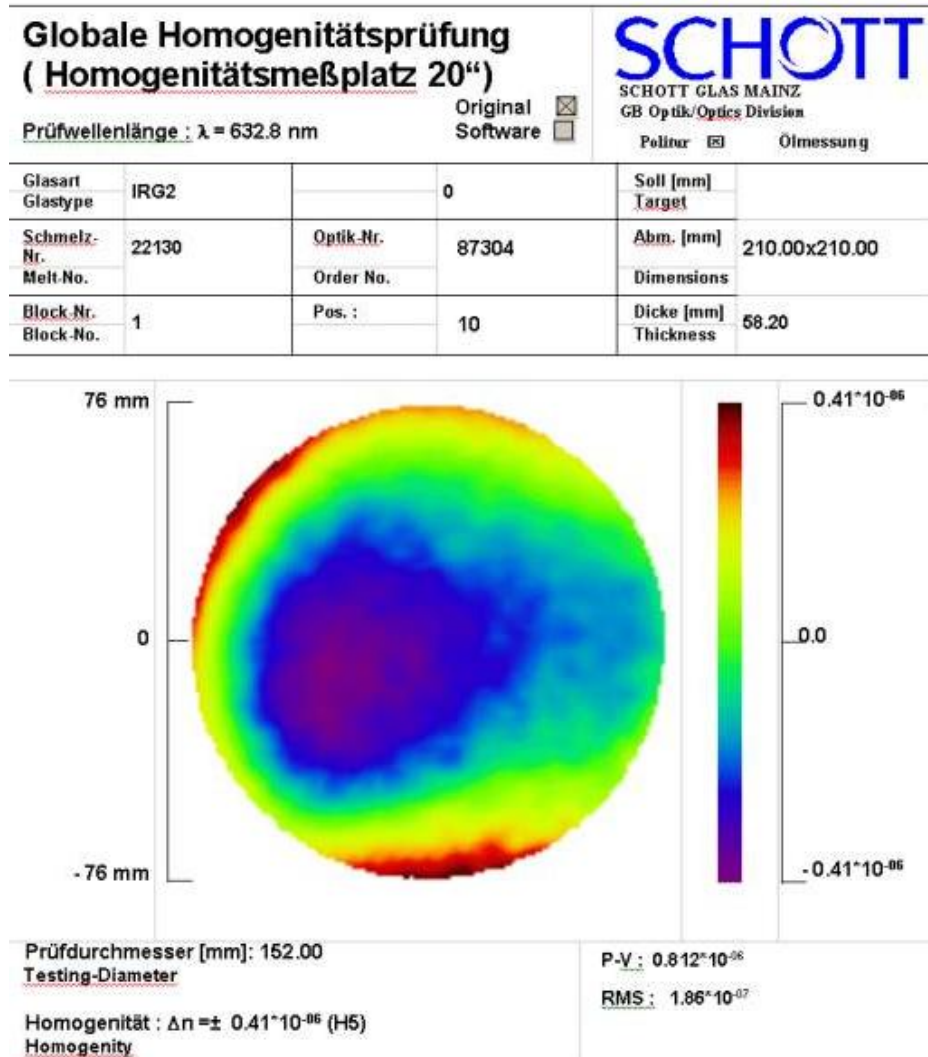 Globale Homogenitätsprüfung
( Homogenitätsmeßplatz 20“)
Prüfwellenlänge : λ = 632.8 nm
Original ☒
Software ☐
SCHOTT
SCHOTT GLAS MAINZ
GB Optik/Optics Division
Politur ☒ Ölmessung
Glasart
Glastype
IRG2
0
Soll [mm]
Target
Schmelz-
Nr.
Melt-No.
22130
Optik-Nr.
Order No.
87304
Abm. [mm]
Dimensions
210.00x210.00
Block-Nr.
Block-No.
1
Pos. :
10
Dicke [mm]
Thickness
58.20
76 mm
0
-76 mm
0.41*10-06
0.0
-0.41*10-06
Prüfdurchmesser [mm]: 152.00
Testing-Diameter
Homogenität : Δn =± 0.41*10-06 (H5)
Homogenity
P-V : 0.812*10-06
RMS : 1.86*10-07